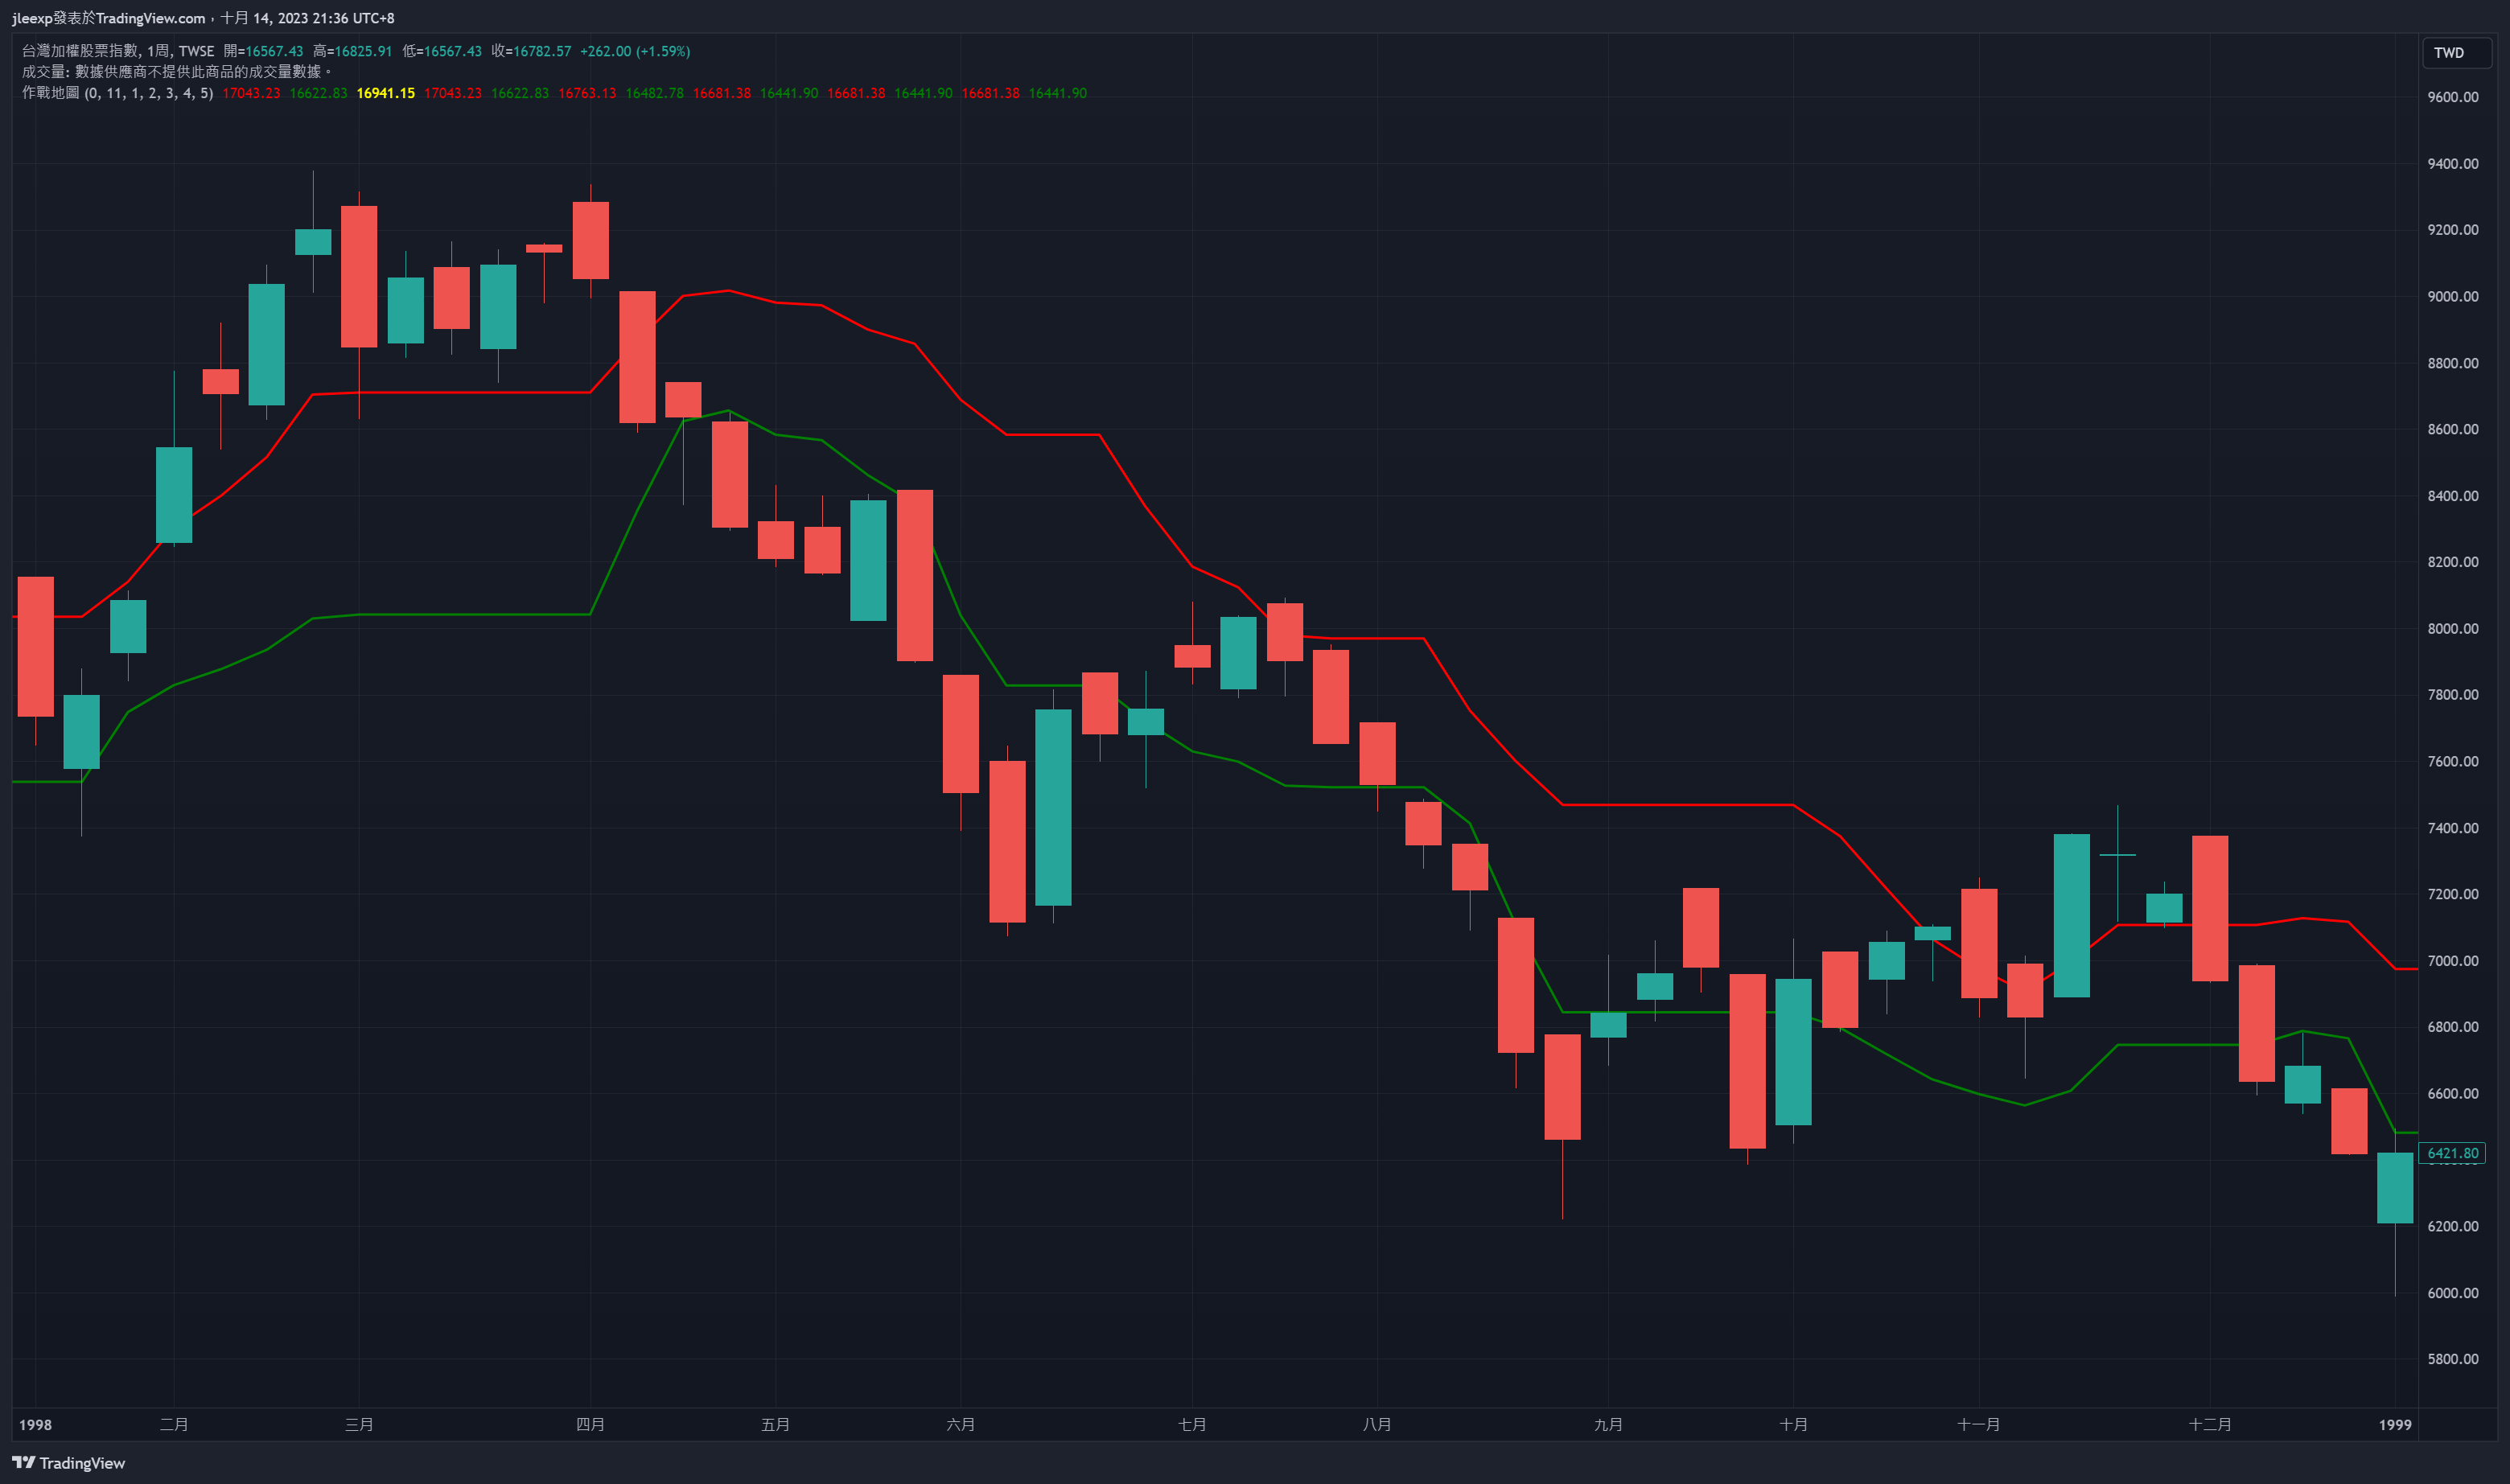 jleexp發表於TradingView.com，十月 14, 2023 21:36 UTC+8
台灣加權股票指數, 1周, TWSE 開=16567.43 高=16825.91 低=16567.43 收=16782.57 +262.00 (+1.59%)
成交量: 數據供應商不提供此商品的成交量數據。
作戰地圖 (0, 11, 1, 2, 3, 4, 5) 17043.23 16622.83 16941.15 17043.23 16622.83 16763.13 16482.78 16681.38 16441.90 16681.38 16441.90 16681.38 16441.90
TWD
9600.00
9400.00
9200.00
9000.00
8800.00
8600.00
8400.00
8200.00
8000.00
7800.00
7600.00
7400.00
7200.00
7000.00
6800.00
6600.00
6421.80
6200.00
6000.00
5800.00
1998 二月 三月 四月 五月 六月 七月 八月 九月 十月 十一月 十二月 1999
TradingView